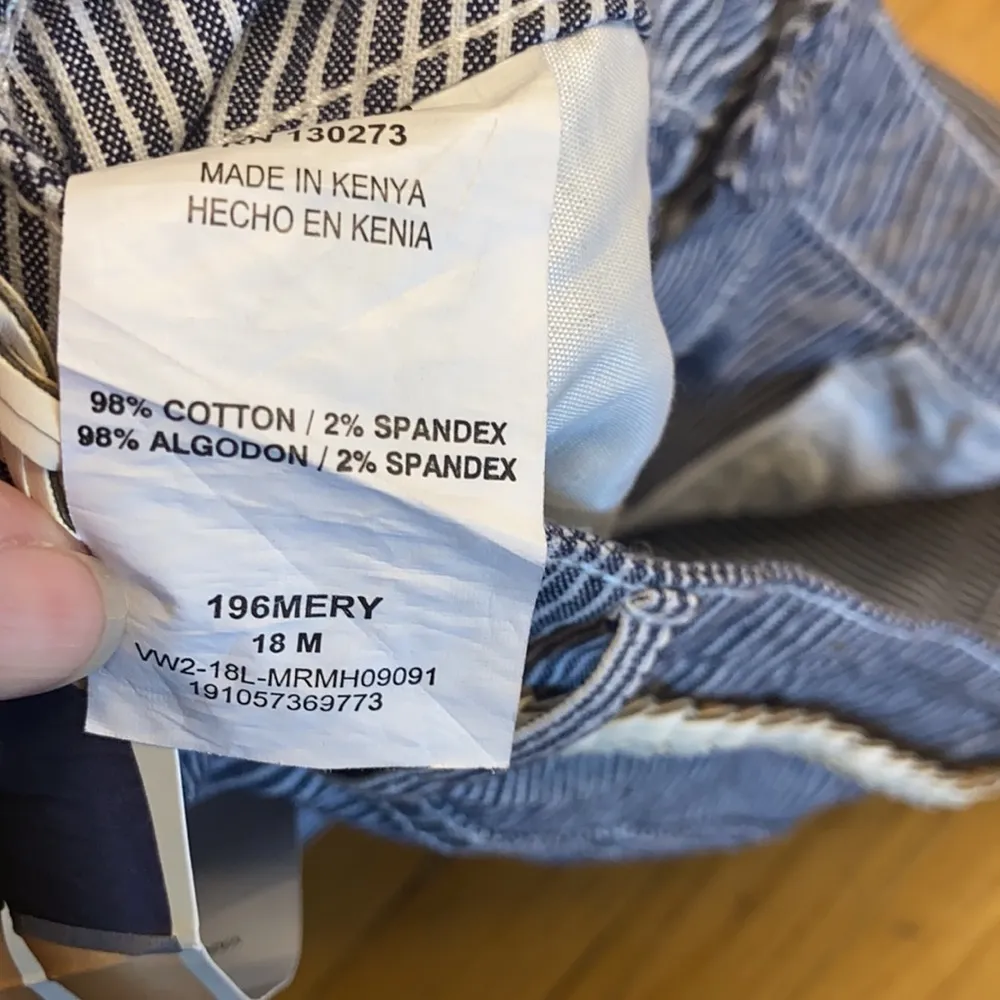 130273
MADE IN KENYA
HECHO EN KENIA
98% COTTON / 2% SPANDEX
98% ALGODON / 2% SPANDEX
196MERY
18 M
VW2-18L-MRMH09091
191057369773